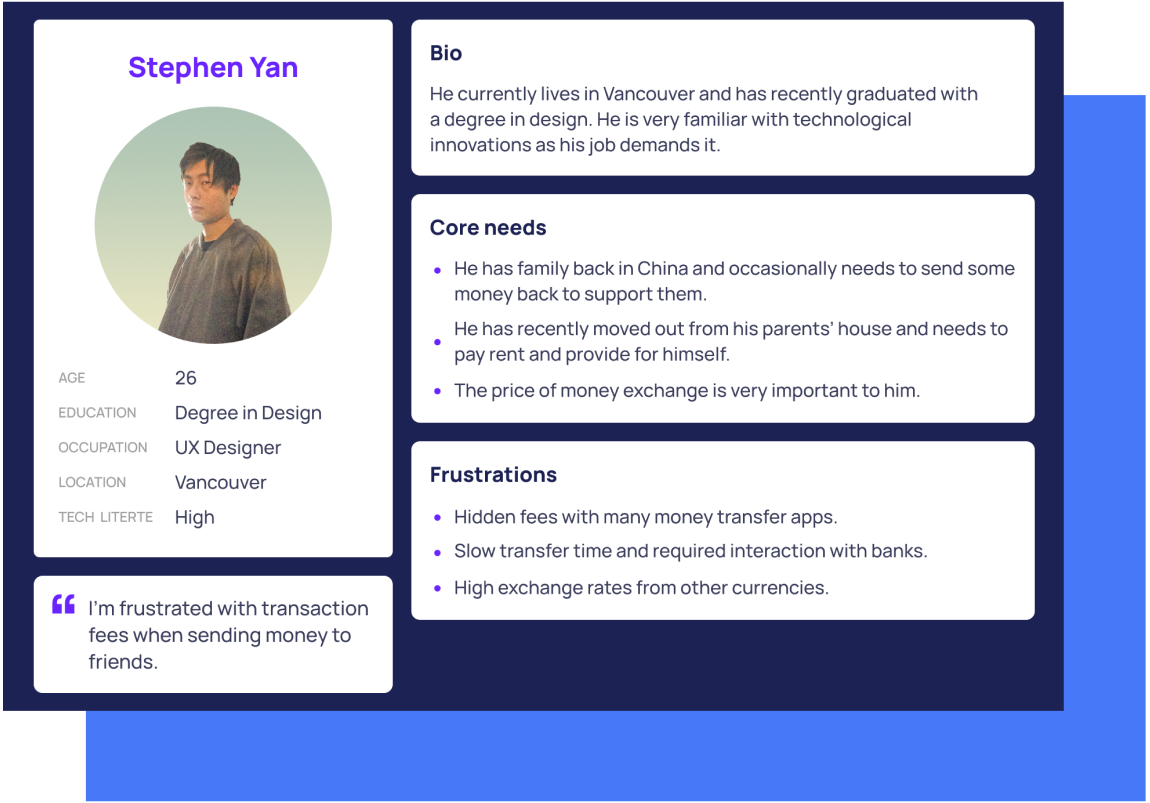 Stephen Yan
AGE 26
EDUCATION Degree in Design
OCCUPATION UX Designer
LOCATION Vancouver
TECH LITERTE High
“ I’m frustrated with transaction
fees when sending money to
friends.
Bio
He currently lives in Vancouver and has recently graduated with
a degree in design. He is very familiar with technological
innovations as his job demands it.
Core needs
• He has family back in China and occasionally needs to send some
money back to support them.
• He has recently moved out from his parents’ house and needs to
pay rent and provide for himself.
• The price of money exchange is very important to him.
Frustrations
• Hidden fees with many money transfer apps.
• Slow transfer time and required interaction with banks.
• High exchange rates from other currencies.